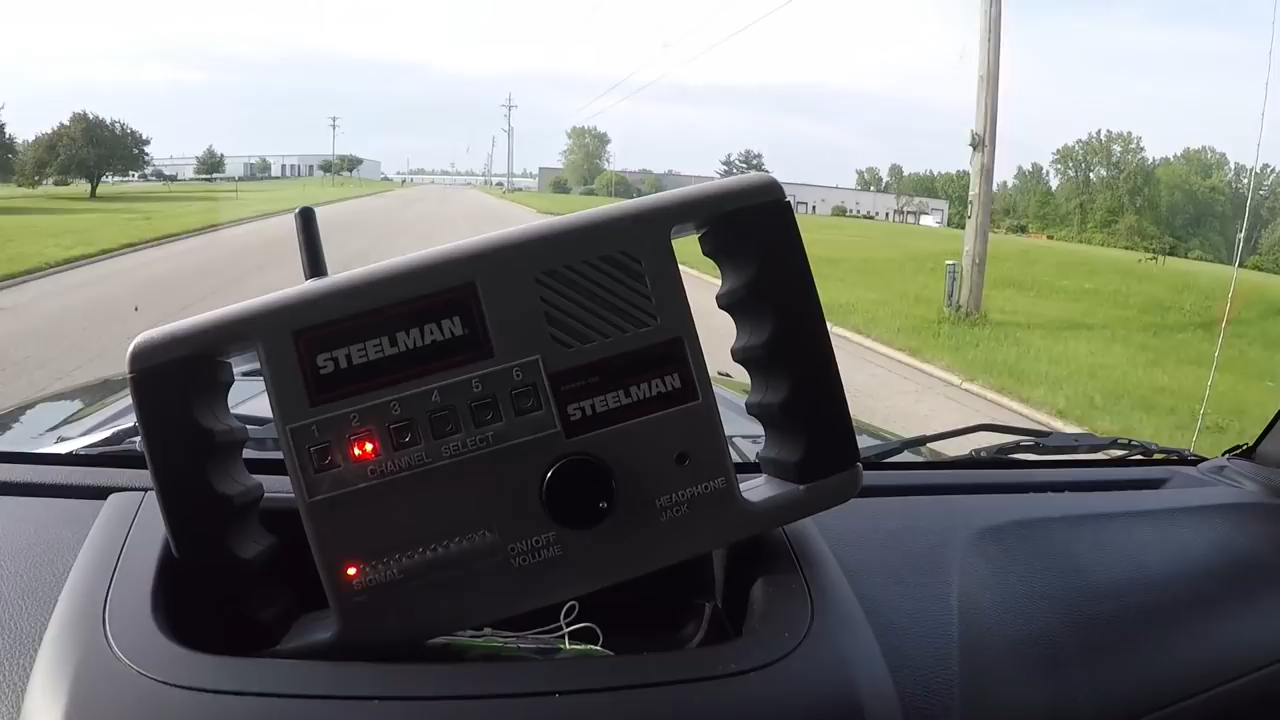 STEELMAN
1 2 3 4 5 6
CHANNEL SELECT
STEELMAN
HEADPHONE
JACK
ON/OFF
VOLUME
SIGNAL